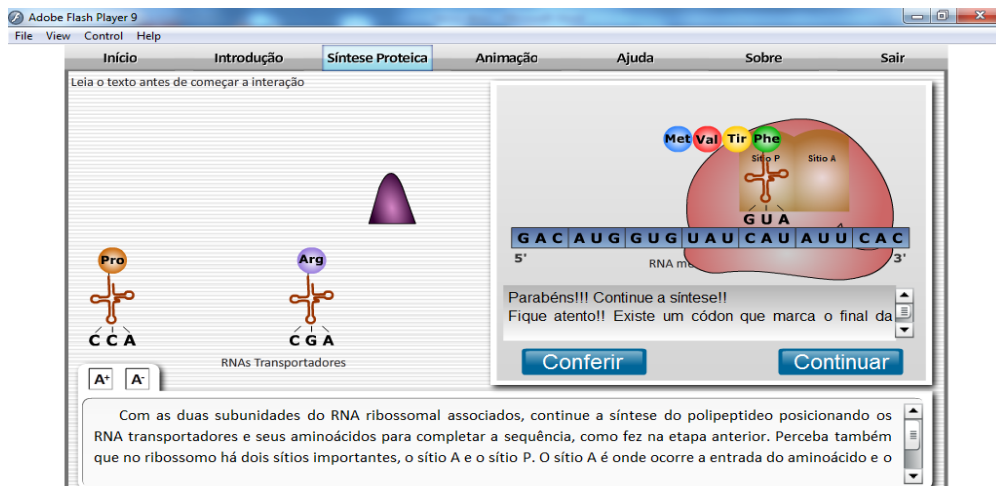 Adobe Flash Player 9
File View Control Help
Início Introdução Síntese Proteica Animação Ajuda Sobre Sair
Leia o texto antes de começar a interação
Met Val Tir Phe
Sítio P Sítio A
G U A
G A C A U G G U G U A U C A U A U U C A C
5' 3'
RNA me
Pro Arg
C C A C G A
RNAs Transportadores
Parabéns!!! Continue a síntese!!
Fique atento!! Existe um códon que marca o final da
Conferir Continuar
A+ A-
Com as duas subunidades do RNA ribossomal associados, continue a síntese do polipeptideo posicionando os
RNA transportadores e seus aminoácidos para completar a sequência, como fez na etapa anterior. Perceba também
que no ribossomo há dois sítios importantes, o sítio A e o sítio P. O sítio A é onde ocorre a entrada do aminoácido e o